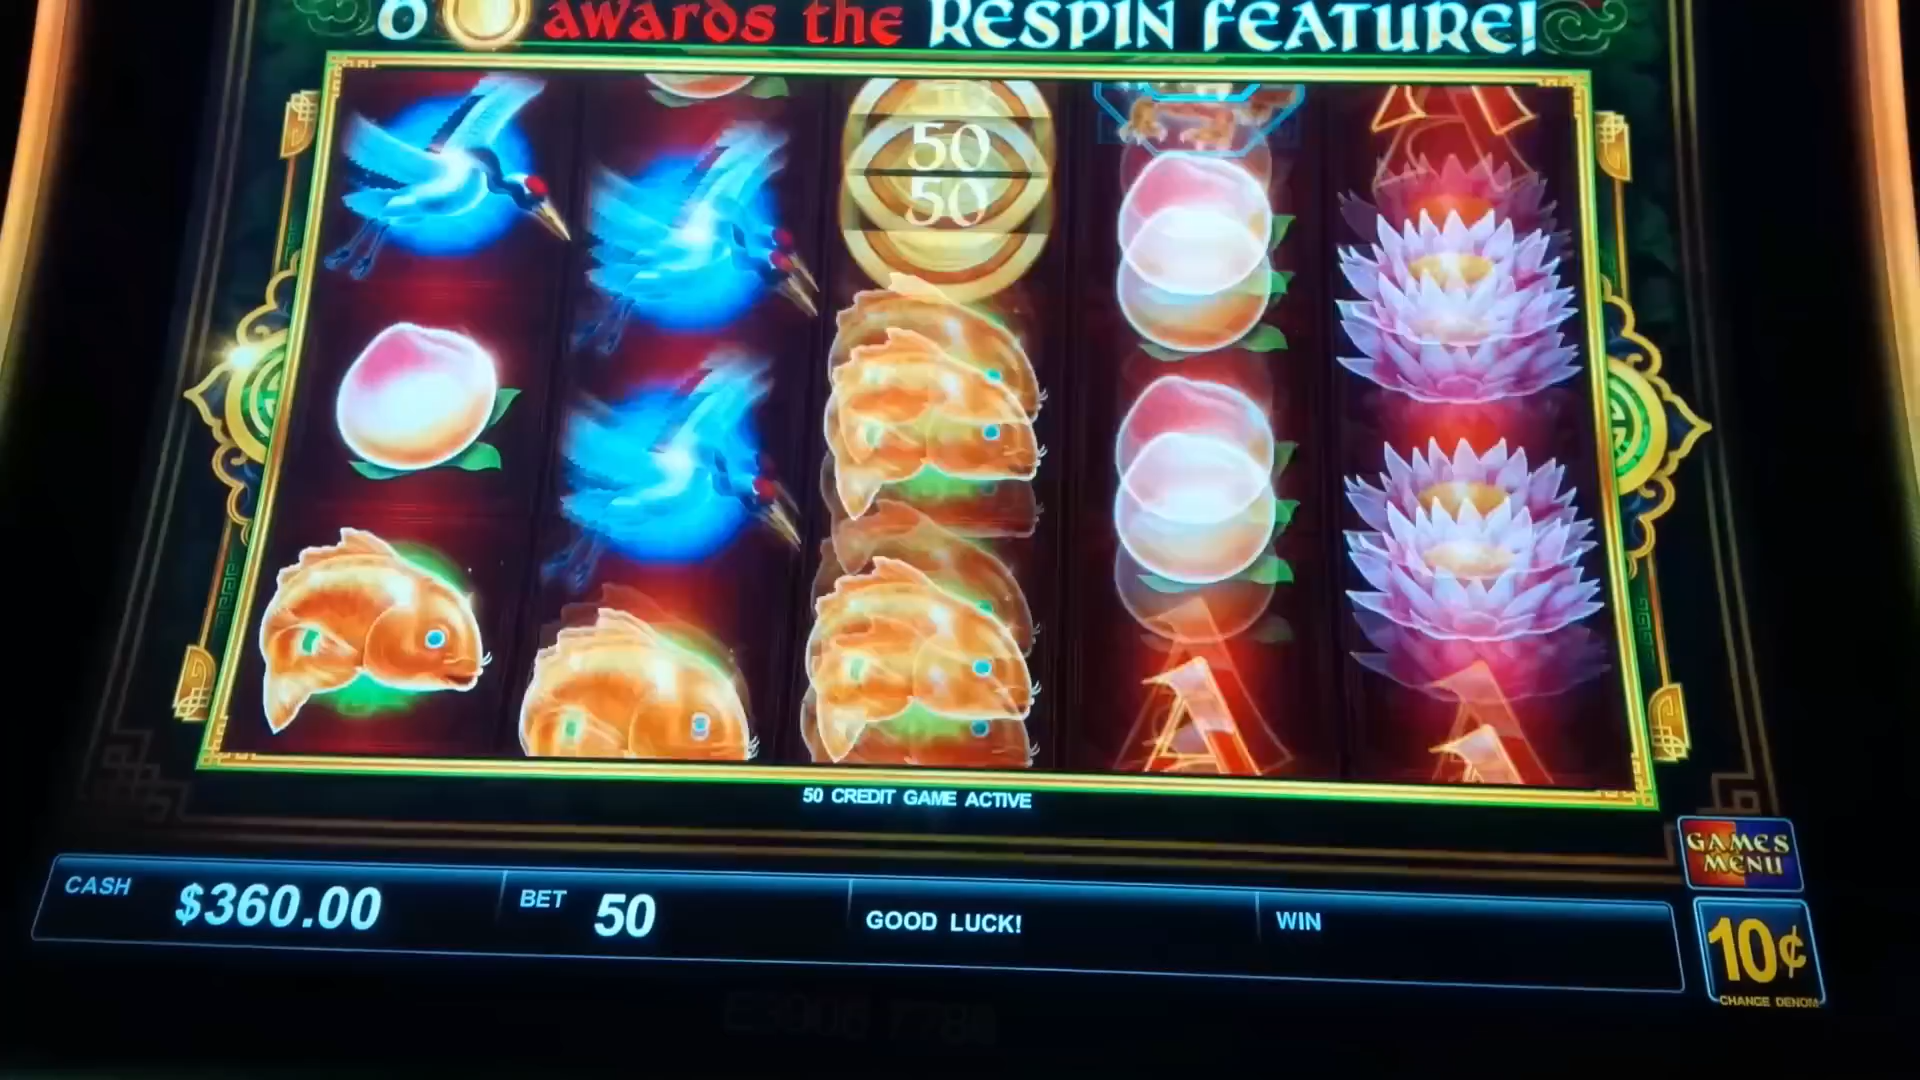 6 awards the RESPIN FEATURE!
50
50
A
A
50 CREDIT GAME ACTIVE
GAMES
MENU
CASH $360.00 BET 50 GOOD LUCK! WIN
10¢
CHANGE DENOM